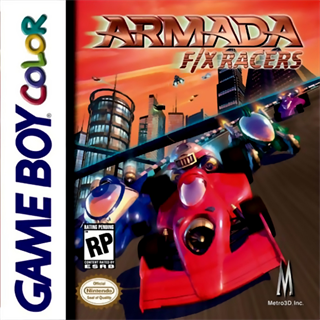 GAME BOY COLOR
ARMADA
F/X RACERS
RATING PENDING
RP
CONTENT RATED BY
ESRB
Official
Nintendo
Seal of Quality
Metro3D Inc.